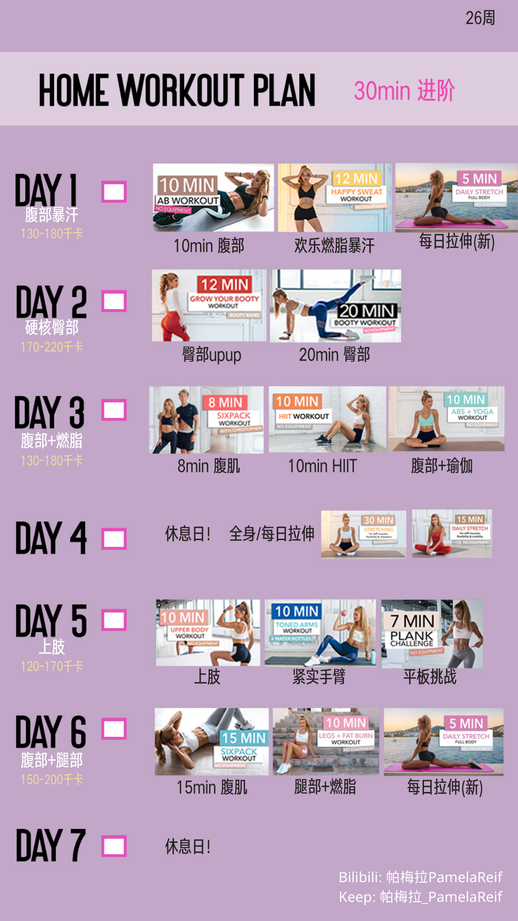 26周
HOME WORKOUT PLAN 30min 进阶
DAY 1
腹部暴汗
130-180千卡
10 MIN
AB WORKOUT
NO EQUIPMENT
10min 腹部
12 MIN
HAPPY SWEAT
WORKOUT
欢乐燃脂暴汗
5 MIN
DAILY STRETCH
FULL BODY
每日拉伸(新)
DAY 2
硬核臀部
170-220千卡
12 MIN
GROW YOUR BOOTY
WORKOUT
BOOTY BAND
臀部upup
20 MIN
BOOTY WORKOUT
NO EQUIPMENT
20min 臀部
DAY 3
腹部+燃脂
130-180千卡
8 MIN
SIXPACK
WORKOUT
WITH CHRISTOPHER
8min 腹肌
10 MIN
HIIT WORKOUT
NO EQUIPMENT
10min HIIT
10 MIN
ABS + YOGA
WORKOUT
NO EQUIPMENT
腹部+瑜伽
DAY 4
休息日! 全身/每日拉伸
30 MIN
STRETCHING
15 MIN
DAILY STRETCH
DAY 5
上肢
120-170千卡
10 MIN
UPPER BODY
WORKOUT
NO EQUIPMENT
上肢
10 MIN
TONED ARMS
WORKOUT
+ WATER BOTTLES
紧实手臂
7 MIN
PLANK
CHALLENGE
NO EQUIPMENT
平板挑战
DAY 6
腹部+腿部
150-200千卡
15 MIN
SIXPACK
WORKOUT
NO EQUIPMENT
15min 腹肌
10 MIN
LEGS + FAT BURN
WORKOUT
NO EQUIPMENT
腿部+燃脂
5 MIN
DAILY STRETCH
FULL BODY
每日拉伸(新)
DAY 7
休息日!
Bilibili: 帕梅拉PamelaReif
Keep: 帕梅拉_PamelaReif